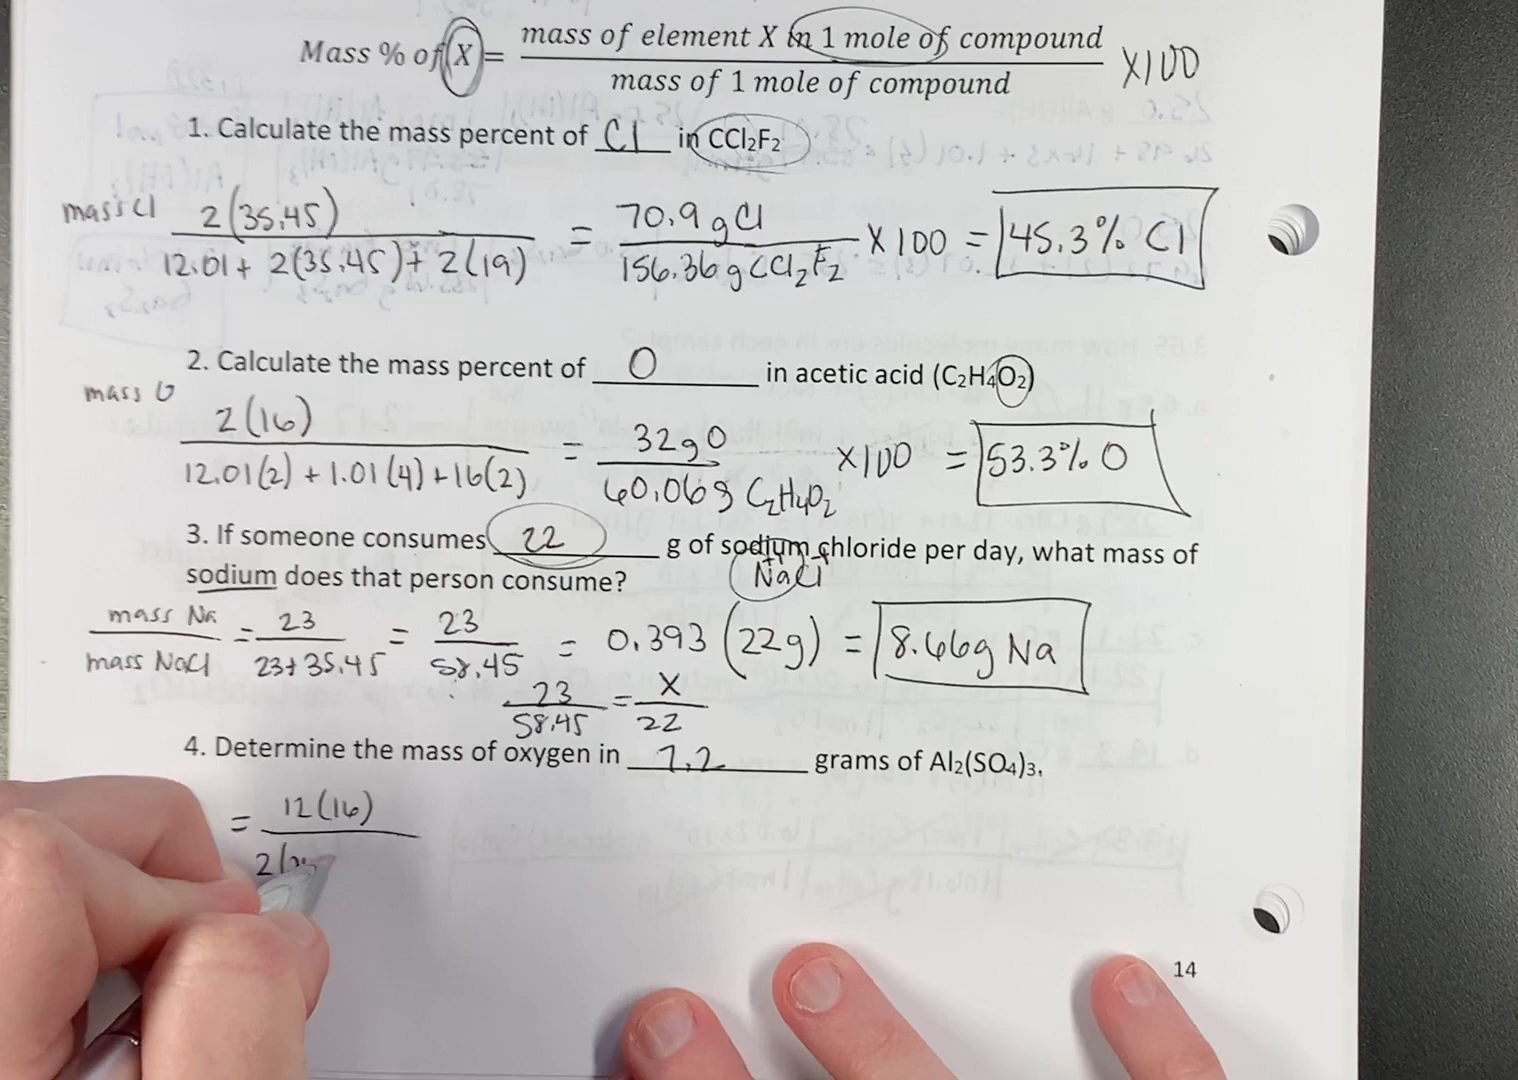 Mass % of X = mass of element X in 1 mole of compound / mass of 1 mole of compound X100
1. Calculate the mass percent of Cl in CCl2F2
mass Cl 2(35.45) / 12.01 + 2(35.45) + 2(19) = 70.9 g Cl / 156.36 g CCl2F2 X 100 = 45.3% Cl
2. Calculate the mass percent of O in acetic acid (C2H4O2)
mass O 2(16) / 12.01(2) + 1.01(4) + 16(2) = 32 g O / 60.06 g C2H4O2 X100 = 53.3% O
3. If someone consumes 22 g of sodium chloride per day, what mass of
sodium does that person consume? NaCl
mass Na / mass NaCl = 23 / 23+35.45 = 23 / 58.45 = 0.393 (22g) = 8.66g Na
23 / 58.45 = X / 22
4. Determine the mass of oxygen in 7.2 grams of Al2(SO4)3.
= 12(16) / 2(
14